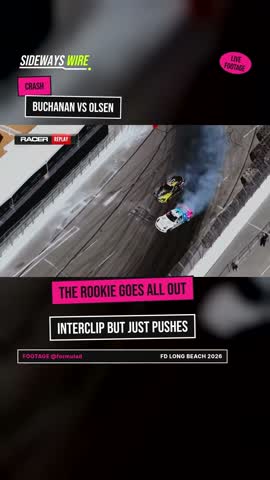 SIDEWAYS WIRE.
LIVE
FOOTAGE
CRASH
BUCHANAN VS OLSEN
RACER REPLAY
THE ROOKIE GOES ALL OUT
INTERCLIP BUT JUST PUSHES
FOOTAGE @formulad
FD LONG BEACH 2026